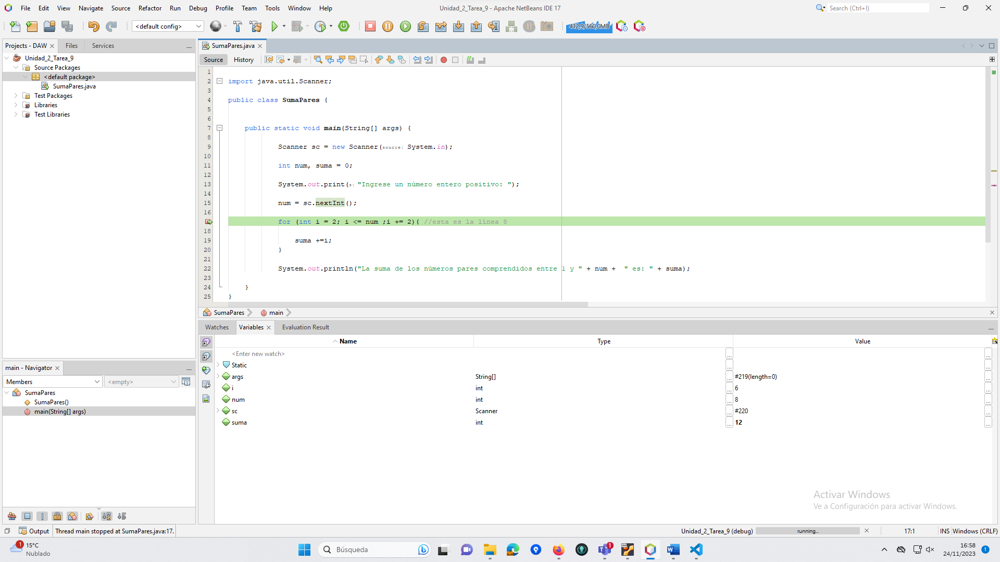 File Edit View Navigate Source Refactor Run Debug Profile Team Tools Window Help
Unidad_2_Tarea_9 - Apache NetBeans IDE 17
Search (Ctrl+I)
<default config>
412,9/560,0MB
Projects - DAW
Files
Services
Unidad_2_Tarea_9
Source Packages
<default package>
SumaPares.java
Test Packages
Libraries
Test Libraries
SumaPares.java
Source
History
1
2 import java.util.Scanner;
3
4 public class SumaPares {
5
6
7 public static void main(String[] args) {
8
9 Scanner sc = new Scanner(source: System.in);
10
11 int num, suma = 0;
12
13 System.out.print(s: "Ingrese un número entero positivo: ");
14
15 num = sc.nextInt();
16
for (int i = 2; i <= num ;i += 2){ //esta es la línea 8
18
19 suma +=i;
20 }
21
22 System.out.println("La suma de los números pares comprendidos entre 1 y " + num +  " es: " + suma);
23
24 }
25 }
SumaPares
main
main - Navigator
Members
<empty>
SumaPares
SumaPares()
main(String[] args)
Watches
Variables
Evaluation Result
Name Type Value
<Enter new watch>
Static
args String[] #219(length=0)
i int 6
num int 8
sc Scanner #220
suma int 12
Activar Windows
Ve a Configuración para activar Windows.
Output
Thread main stopped at SumaPares.java:17.
Unidad_2_Tarea_9 (debug)
running...
17:1
INS
Windows (CRLF)
1
15°C
Nublado
Búsqueda
1
64
16:58
24/11/2023
1